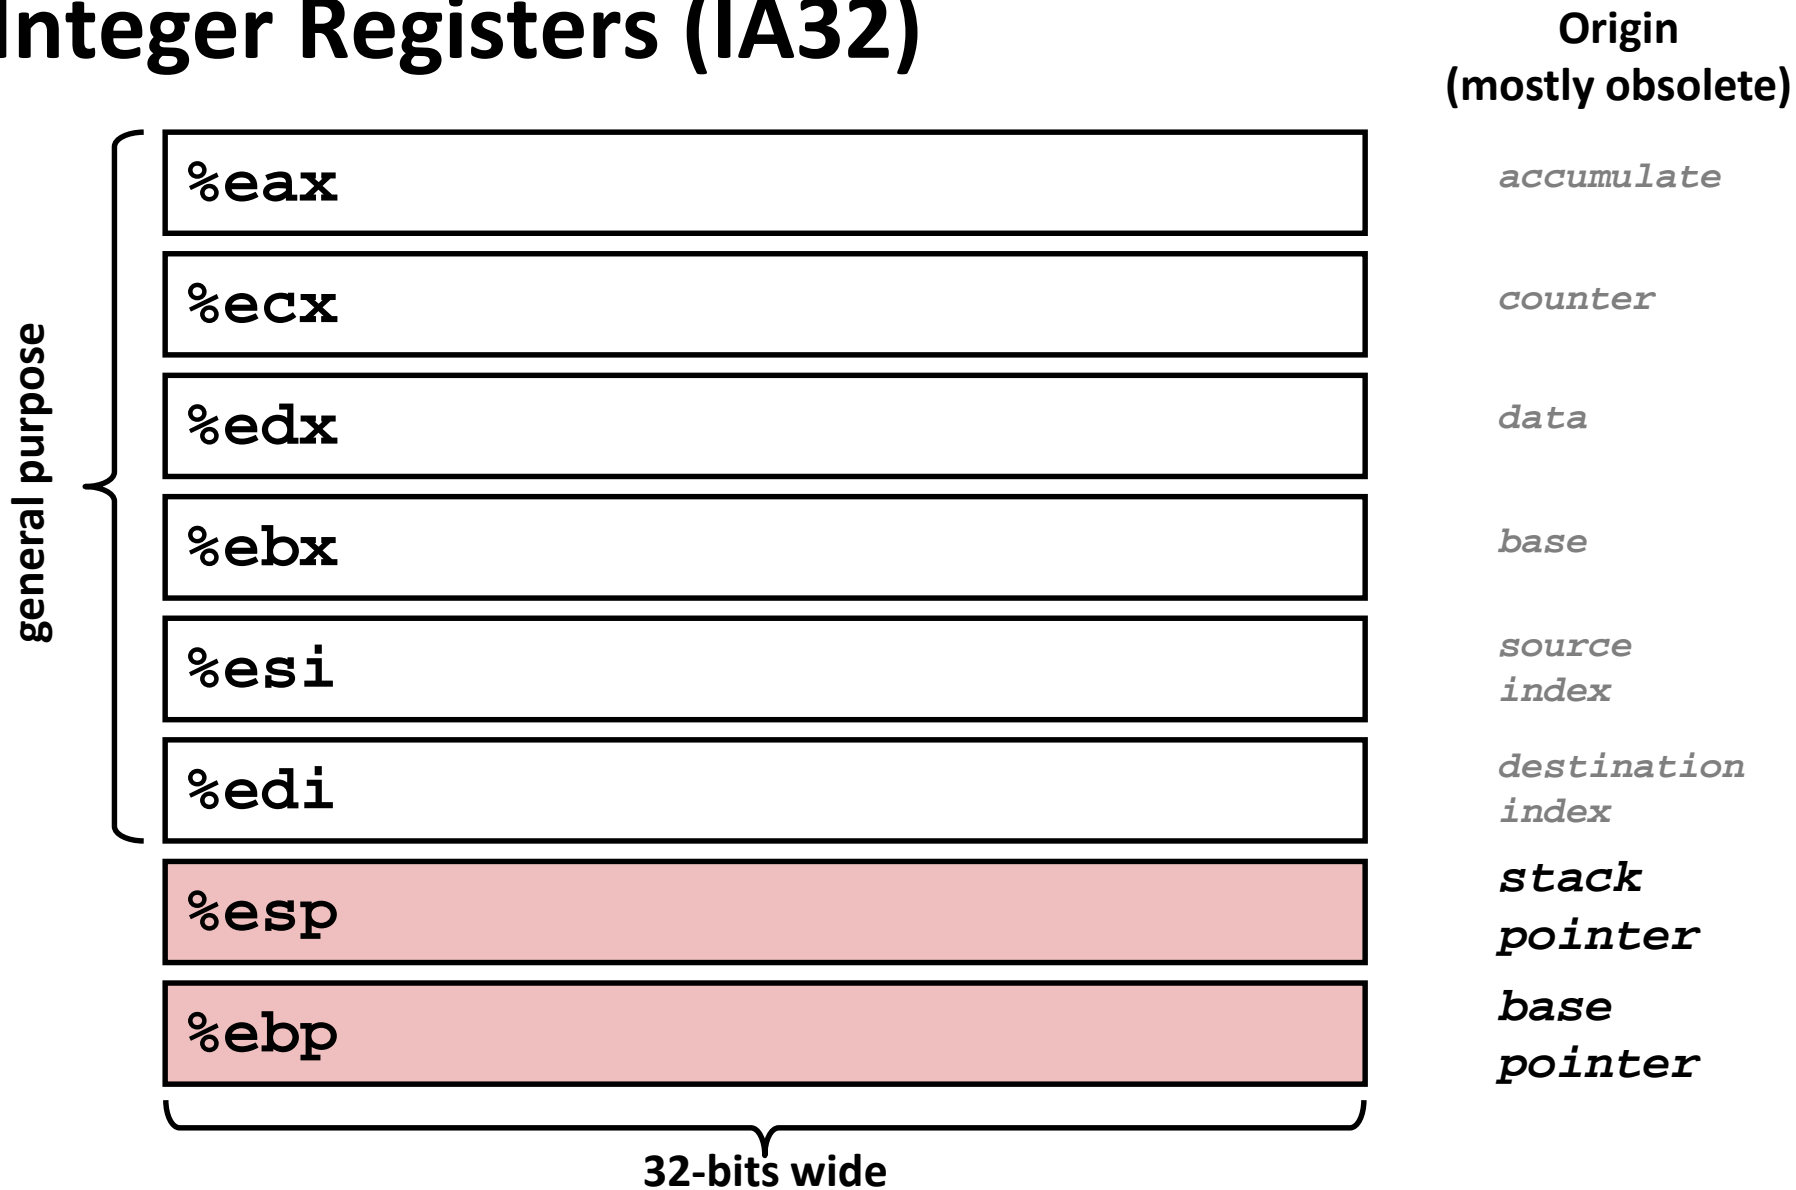 Integer Registers (IA32)
Origin
(mostly obsolete)
general purpose
%eax
accumulate
%ecx
counter
%edx
data
%ebx
base
%esi
source
index
%edi
destination
index
%esp
stack
pointer
%ebp
base
pointer
32-bits wide